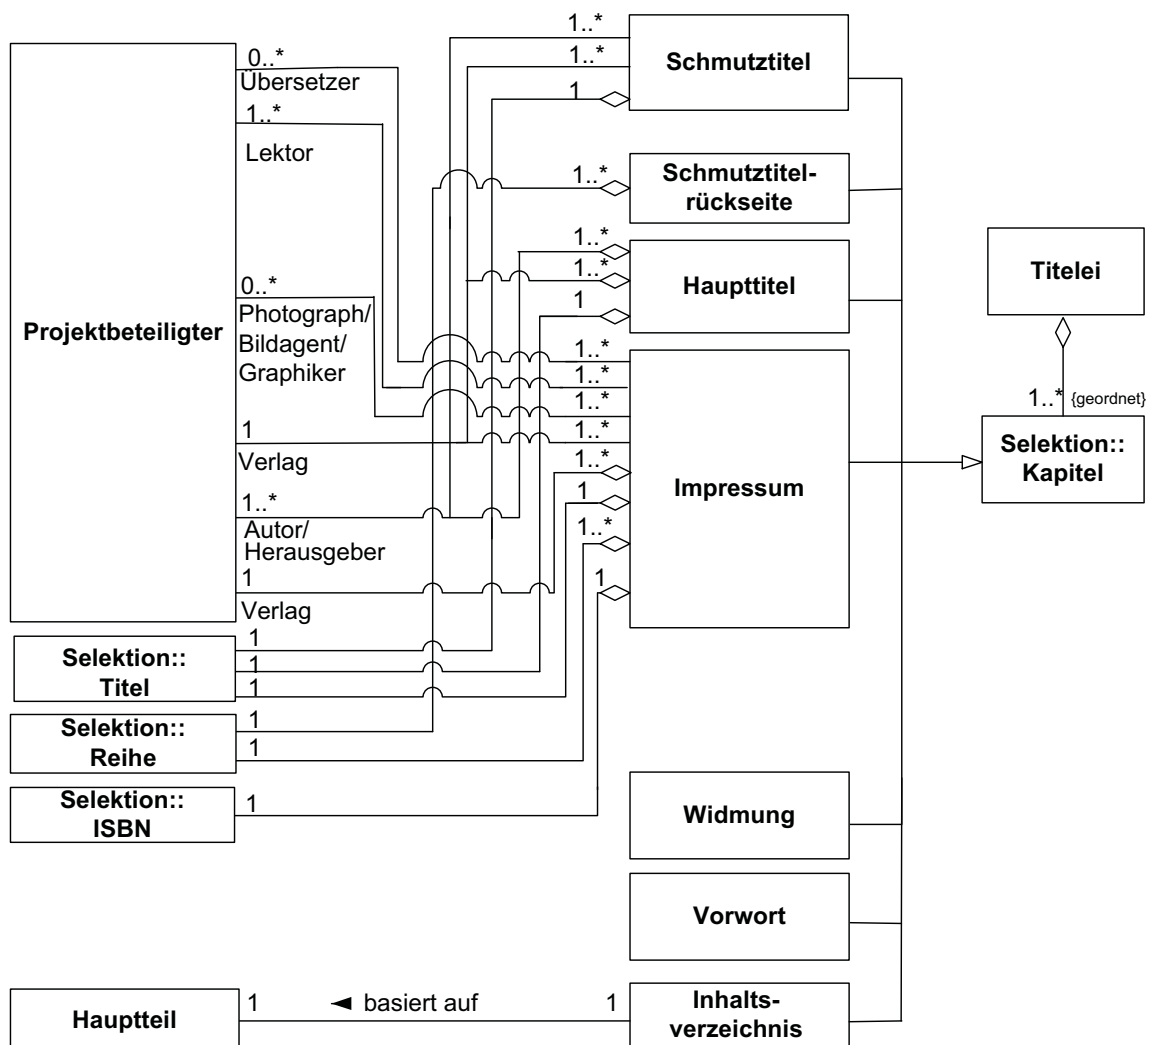 1..*
1..*
Schmutztitel
1
0..*
Übersetzer
1..*
Lektor
1..*
Schmutztitel-
rückseite
1..*
1..*
Haupttitel
1
Titelei
0..*
Photograph/
Bildagent/
Graphiker
Projektbeteiligter
1..*
1..*
1..*
1..*
1..*
1
1..*
1
Impressum
1..* {geordnet}
Selektion::
Kapitel
1
Verlag
1..*
Autor/
Herausgeber
1
Verlag
Selektion::
Titel
1
1
1
Selektion::
Reihe
1
1
Selektion::
ISBN
1
Widmung
Vorwort
Hauptteil
1
◄ basiert auf
1
Inhalts-
verzeichnis